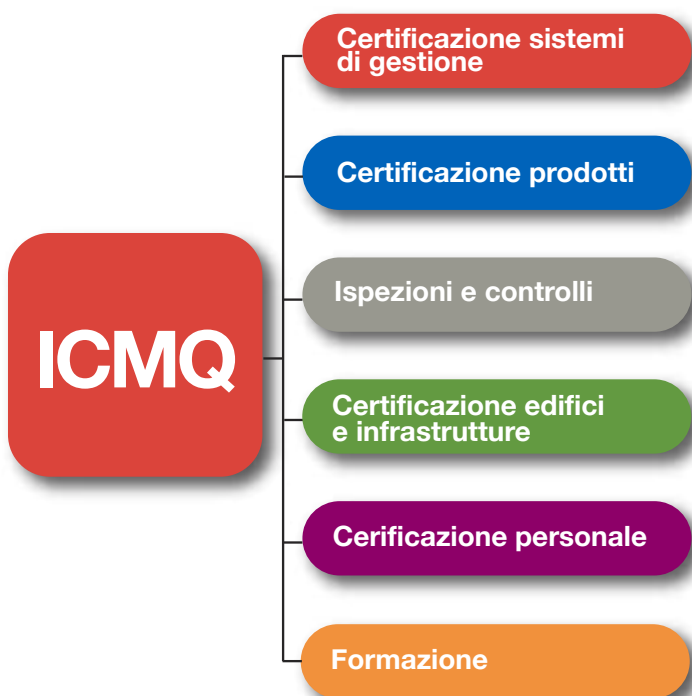 Certificazione sistemi
di gestione
Certificazione prodotti
ICMQ
Ispezioni e controlli
Certificazione edifici
e infrastrutture
Cerificazione personale
Formazione